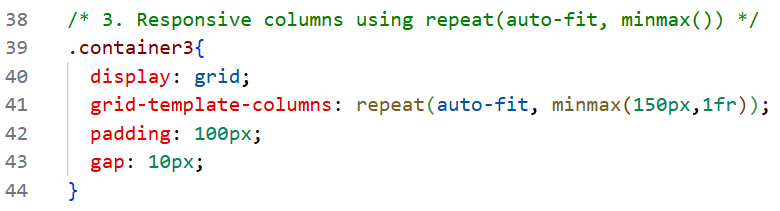 38 /* 3. Responsive columns using repeat(auto-fit, minmax()) */
39 .container3{
40 display: grid;
41 grid-template-columns: repeat(auto-fit, minmax(150px,1fr));
42 padding: 100px;
43 gap: 10px;
44 }